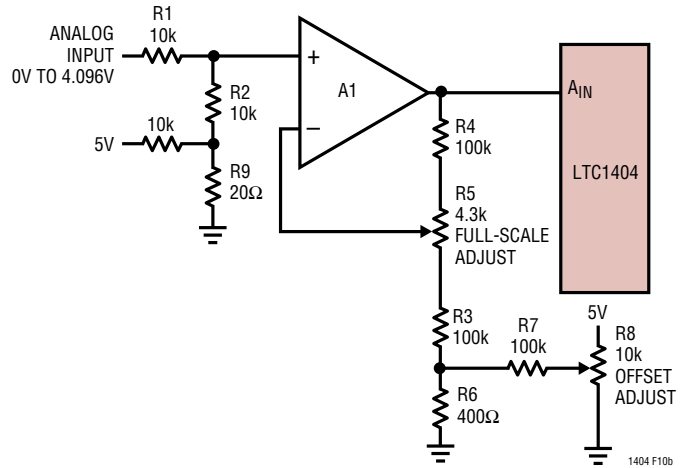 R1
10k
ANALOG
INPUT
0V TO 4.096V
R2
10k
10k
5V
R9
20Ω
+
−
A1
AIN
LTC1404
R4
100k
R5
4.3k
FULL-SCALE
ADJUST
R3
100k
R7
100k
5V
R8
10k
OFFSET
ADJUST
R6
400Ω
1404 F10b